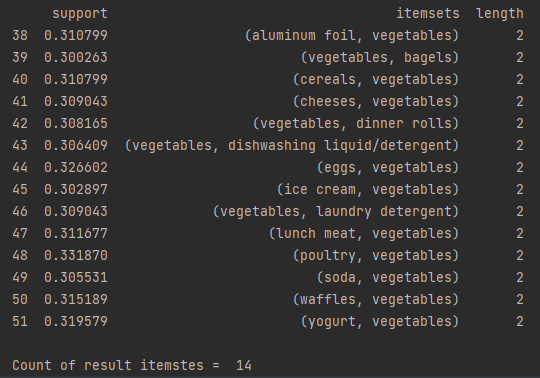 support itemsets length
38 0.310799 (aluminum foil, vegetables) 2
39 0.300263 (vegetables, bagels) 2
40 0.310799 (cereals, vegetables) 2
41 0.309043 (cheeses, vegetables) 2
42 0.308165 (vegetables, dinner rolls) 2
43 0.306409 (vegetables, dishwashing liquid/detergent) 2
44 0.326602 (eggs, vegetables) 2
45 0.302897 (ice cream, vegetables) 2
46 0.309043 (vegetables, laundry detergent) 2
47 0.311677 (lunch meat, vegetables) 2
48 0.331870 (poultry, vegetables) 2
49 0.305531 (soda, vegetables) 2
50 0.315189 (waffles, vegetables) 2
51 0.319579 (yogurt, vegetables) 2
Count of result itemstes = 14